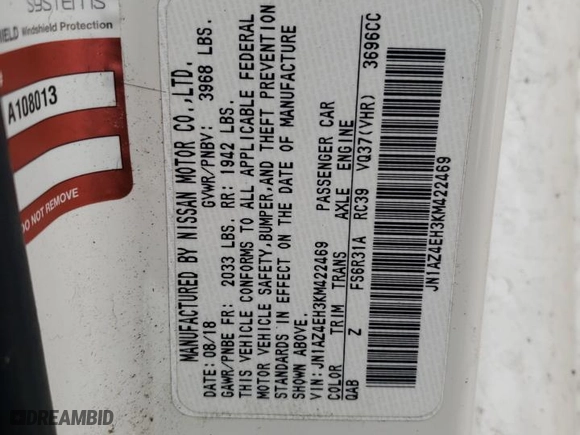 SYSTEMS
Windshield Protection
A108013
DO NOT REMOVE
MANUFACTURED BY NISSAN MOTOR CO.,LTD.
DATE: 08/18 GVWR/PNBV: 3968 LBS.
GAWR/PNBE FR: 2033 LBS. RR: 1942 LBS.
THIS VEHICLE CONFORMS TO ALL APPLICABLE FEDERAL
MOTOR VEHICLE SAFETY,BUMPER,AND THEFT PREVENTION
STANDARDS IN EFFECT ON THE DATE OF MANUFACTURE
SHOWN ABOVE.
VIN:JN1AZ4EH3KM422469 PASSENGER CAR
COLOR TRIM TRANS AXLE ENGINE
QAB Z FS6R31A RC39 VQ37(VHR) 3696CC
JN1AZ4EH3KM422469
DREAMBID